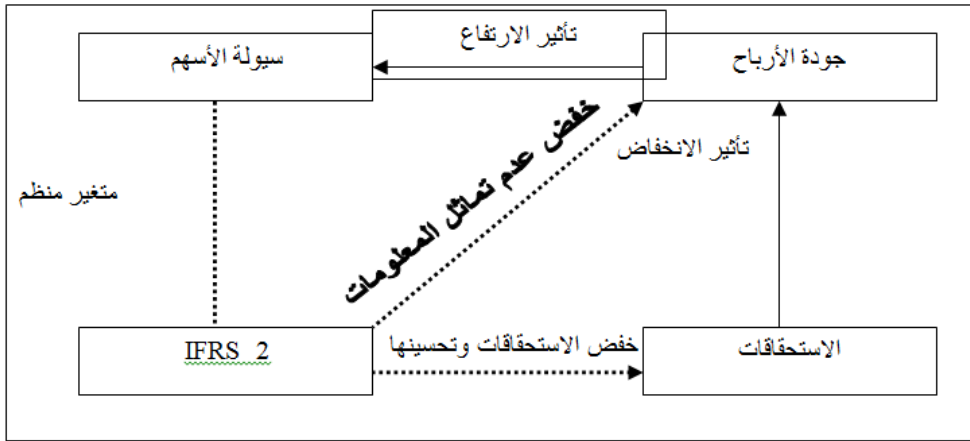 تأثير الارتفاع
جودة الأرباح
سيولة الأسهم
تأثير الانخفاض
خفض عدم تماثل المعلومات
متغير منظم
خفض الاستحقاقات وتحسينها
الاستحقاقات
IFRS 2